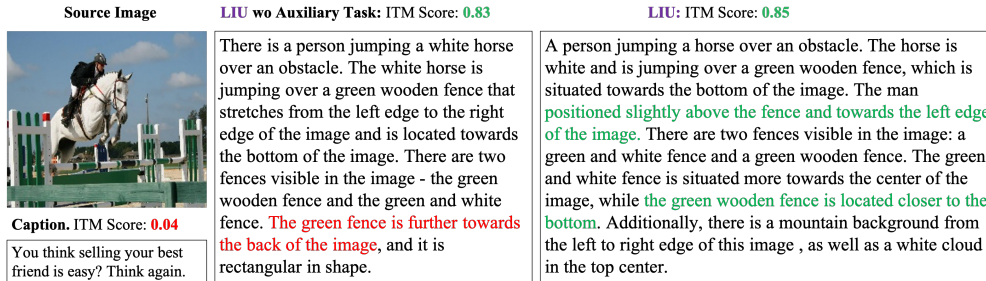 Source Image
Caption. ITM Score: 0.04
You think selling your best
friend is easy? Think again.
LIU wo Auxiliary Task: ITM Score: 0.83
There is a person jumping a white horse
over an obstacle. The white horse is
jumping over a green wooden fence that
stretches from the left edge to the right
edge of the image and is located towards
the bottom of the image. There are two
fences visible in the image - the green
wooden fence and the green and white
fence. The green fence is further towards
the back of the image, and it is
rectangular in shape.
LIU: ITM Score: 0.85
A person jumping a horse over an obstacle. The horse is
white and is jumping over a green wooden fence, which is
situated towards the bottom of the image. The man
positioned slightly above the fence and towards the left edge
of the image. There are two fences visible in the image: a
green and white fence and a green wooden fence. The green
and white fence is situated more towards the center of the
image, while the green wooden fence is located closer to the
bottom. Additionally, there is a mountain background from
the left to right edge of this image , as well as a white cloud
in the top center.